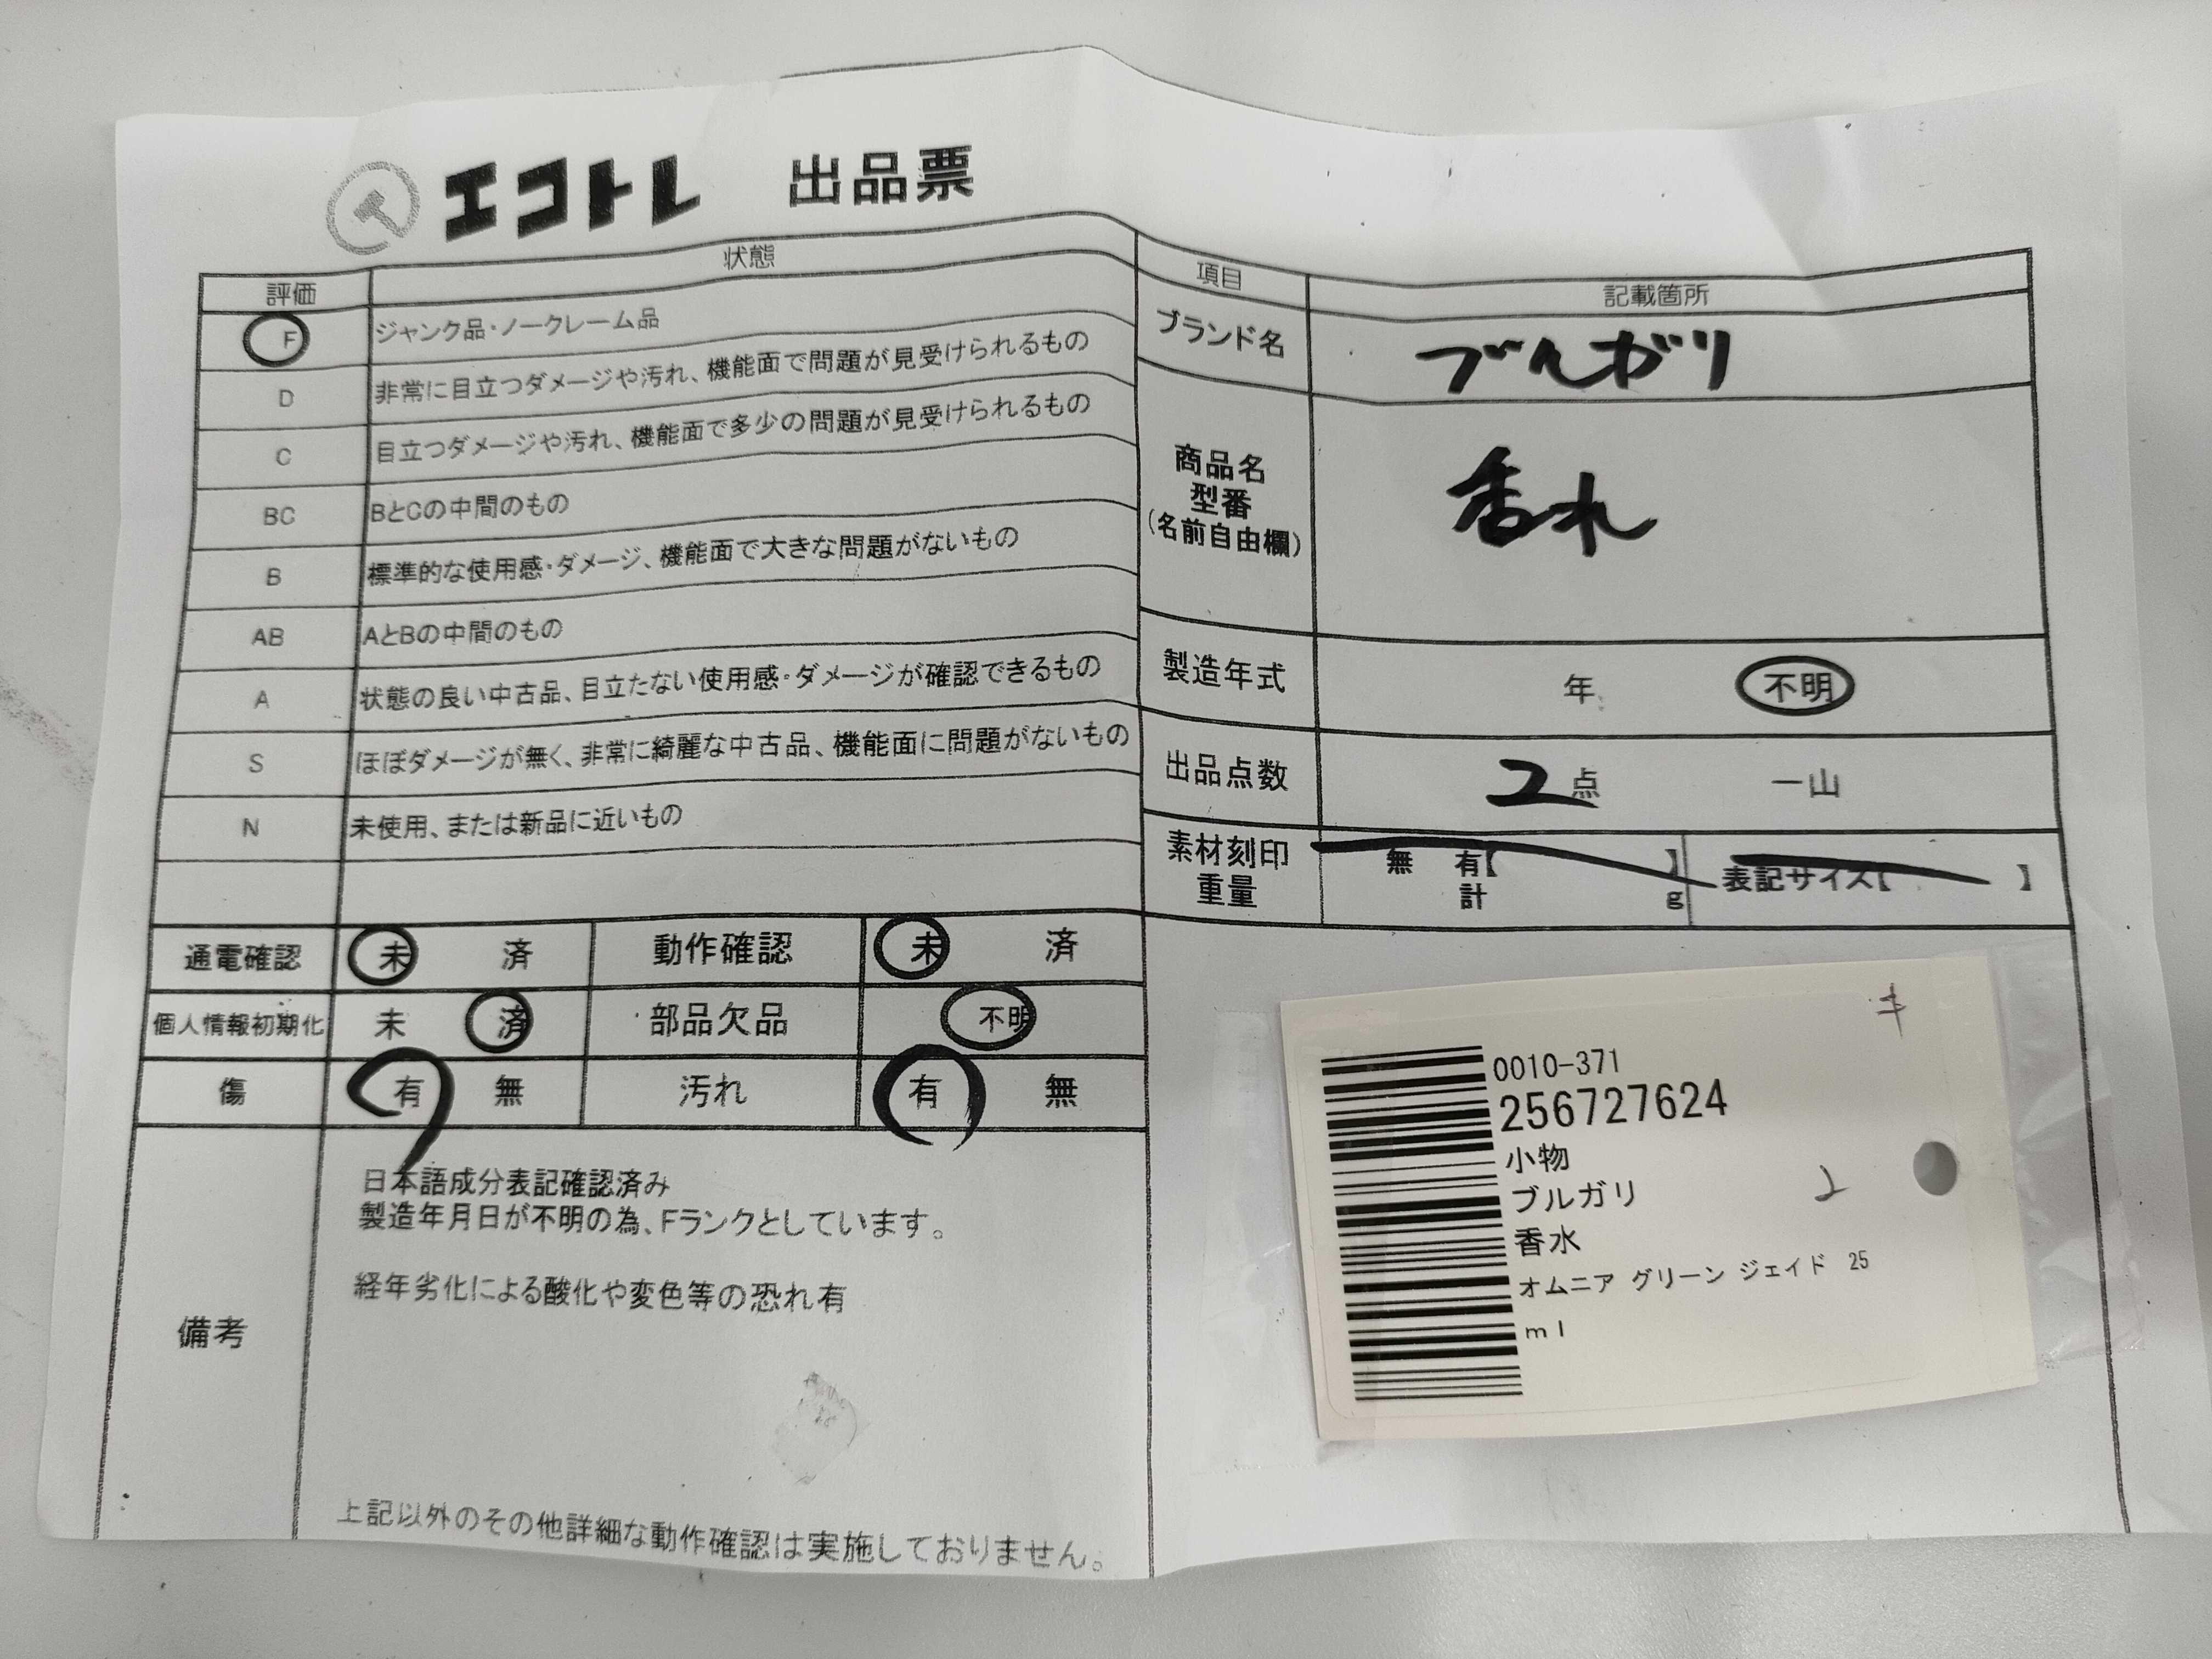 エコトレ 出品票
評価 状態
F ジャンク品・ノークレーム品
D 非常に目立つダメージや汚れ、機能面で問題が見受けられるもの
C 目立つダメージや汚れ、機能面で多少の問題が見受けられるもの
BC BとCの中間のもの
B 標準的な使用感・ダメージ、機能面で大きな問題がないもの
AB AとBの中間のもの
A 状態の良い中古品、目立たない使用感・ダメージが確認できるもの
S ほぼダメージが無く、非常に綺麗な中古品、機能面に問題がないもの
N 未使用、または新品に近いもの
通電確認 未 済 動作確認 未 済
個人情報初期化 未 済 部品欠品 不明
傷 有 無 汚れ 有 無
備考
日本語成分表記確認済み
製造年月日が不明の為、Fランクとしています。
経年劣化による酸化や変色等の恐れ有
上記以外のその他詳細な動作確認は実施しておりません。
項目 記載箇所
ブランド名 ブルガリ
商品名
型番
(名前自由欄)
香水
製造年式 年 不明
出品点数 2点 一山
素材刻印 無 有【 】 表記サイズ【 】
重量 計 g
キ
0010-371
256727624
小物
ブルガリ 2
香水
オムニア グリーン ジェイド 25
ml